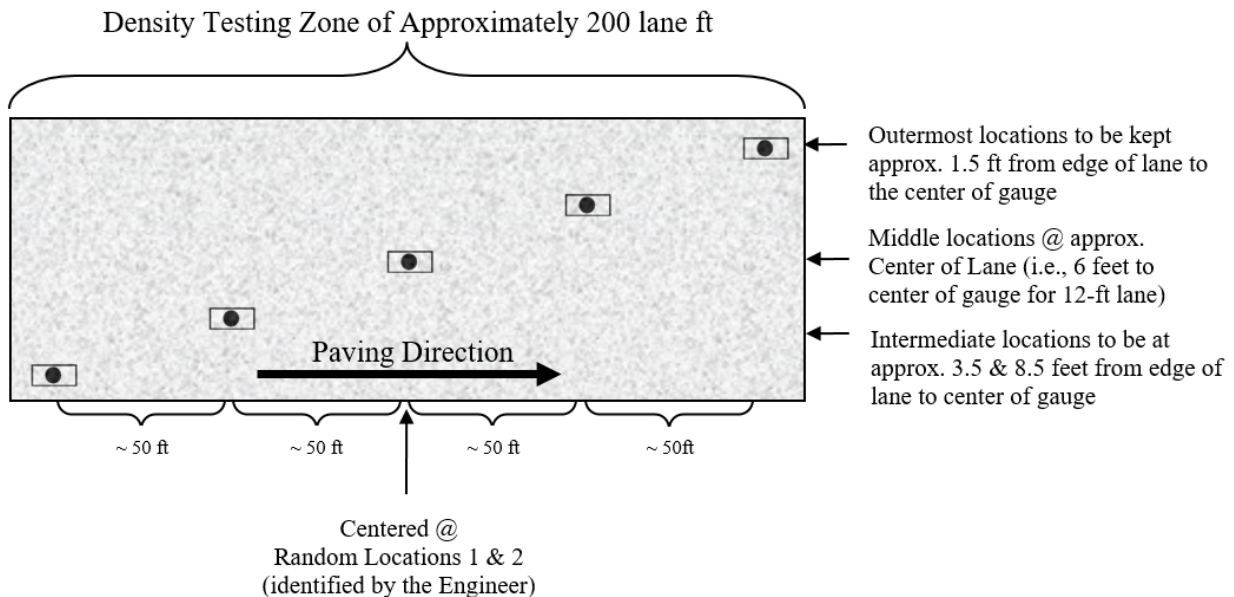 Density Testing Zone of Approximately 200 lane ft
Outermost locations to be kept
approx. 1.5 ft from edge of lane to
the center of gauge
Middle locations @ approx.
Center of Lane (i.e., 6 feet to
center of gauge for 12-ft lane)
Intermediate locations to be at
approx. 3.5 & 8.5 feet from edge of
lane to center of gauge
Paving Direction
~ 50 ft
~ 50 ft
~ 50 ft
~ 50ft
Centered @
Random Locations 1 & 2
(identified by the Engineer)